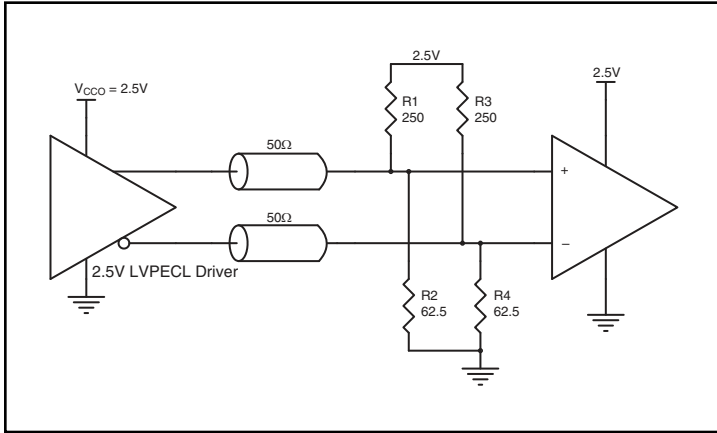 2.5V
V_CCO = 2.5V
2.5V
R1
250
R3
250
50Ω
+
50Ω
−
2.5V LVPECL Driver
R2
62.5
R4
62.5